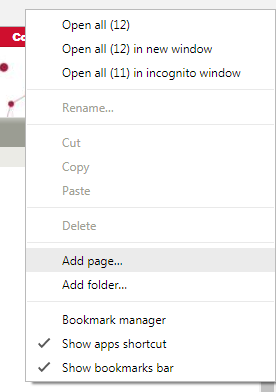 Co
Open all (12)
Open all (12) in new window
Open all (11) in incognito window
Rename...
Cut
Copy
Paste
Delete
Add page...
Add folder...
Bookmark manager
Show apps shortcut
Show bookmarks bar